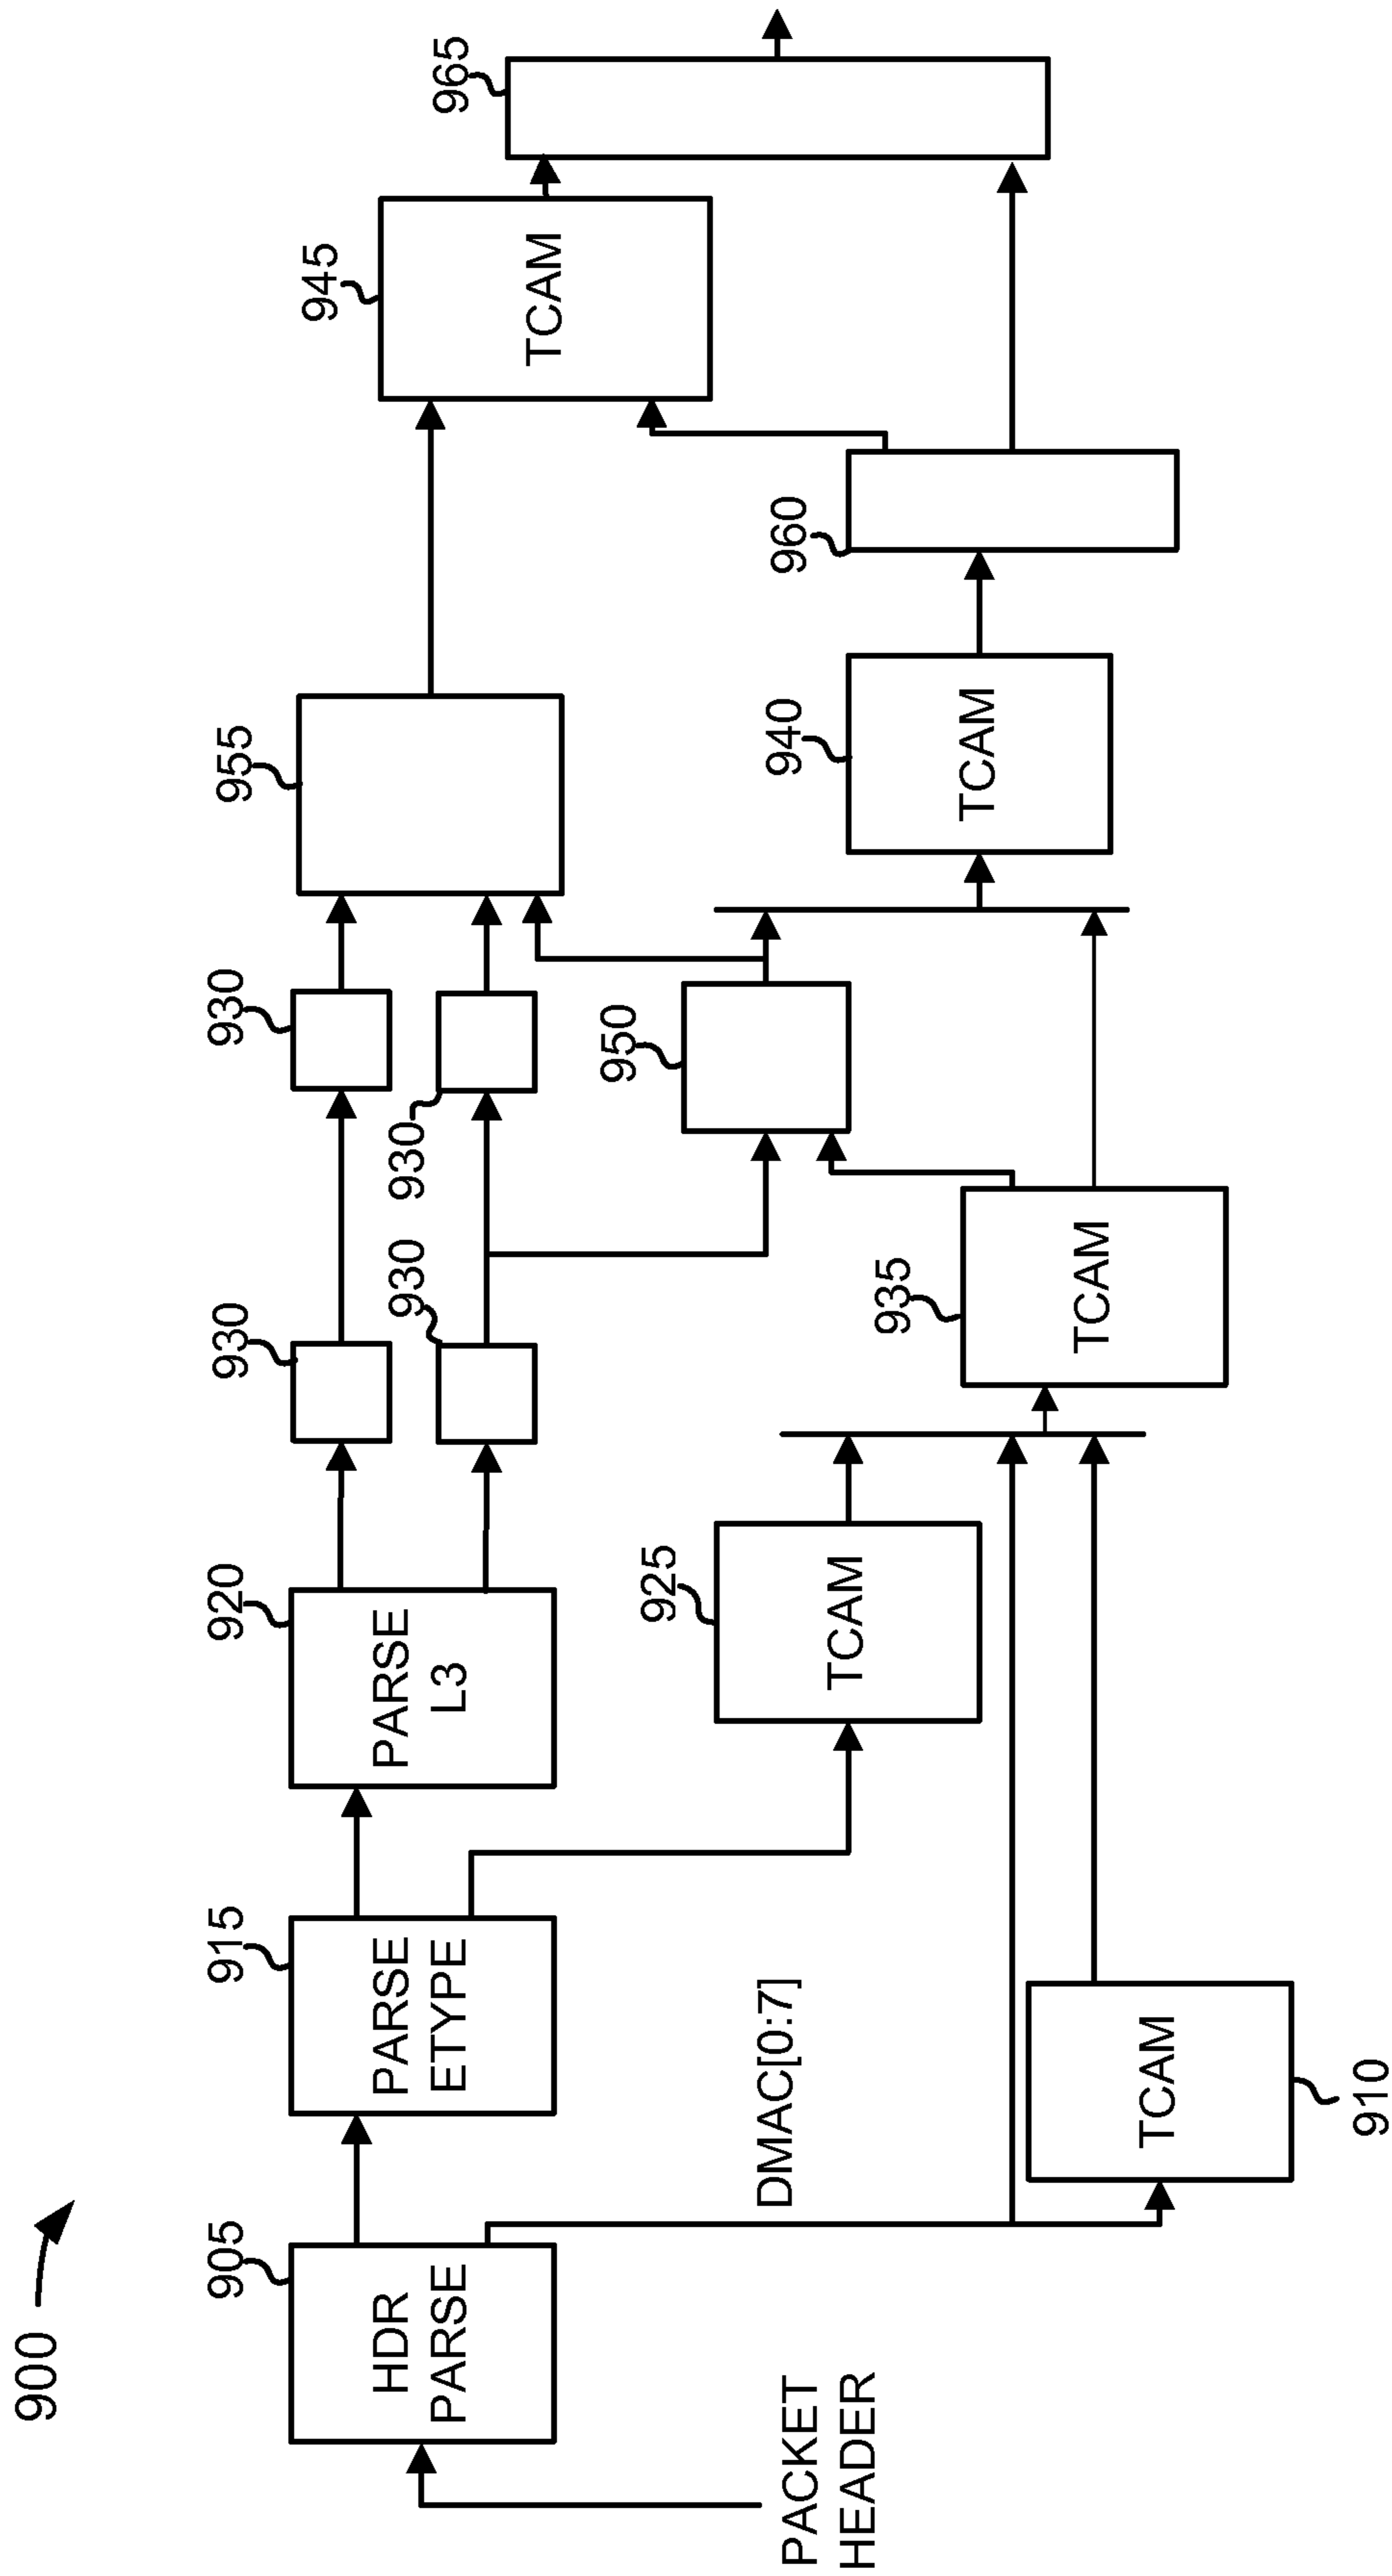 900
905
HDR
PARSE
PACKET
HEADER
915
PARSE
ETYPE
DMAC[0:7]
TCAM
910
920
PARSE
L3
925
TCAM
930
930
935
TCAM
930
930
950
955
940
TCAM
960
945
TCAM
965